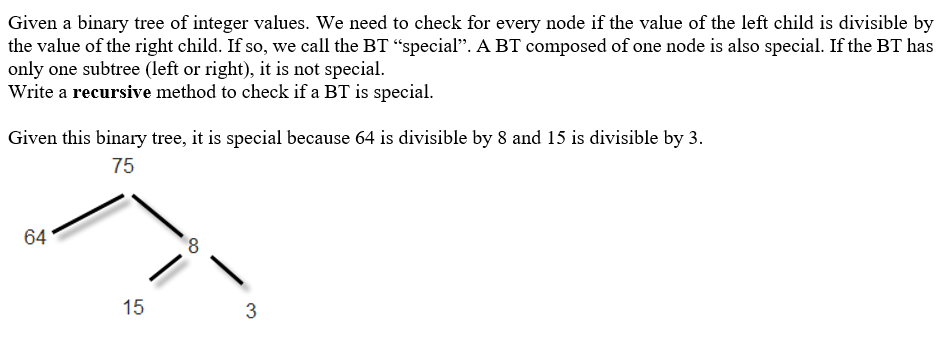 Given a binary tree of integer values. We need to check for every node if the value of the left child is divisible by
the value of the right child. If so, we call the BT “special”. A BT composed of one node is also special. If the BT has
only one subtree (left or right), it is not special.
Write a recursive method to check if a BT is special.
Given this binary tree, it is special because 64 is divisible by 8 and 15 is divisible by 3.
75
64
8
15
3